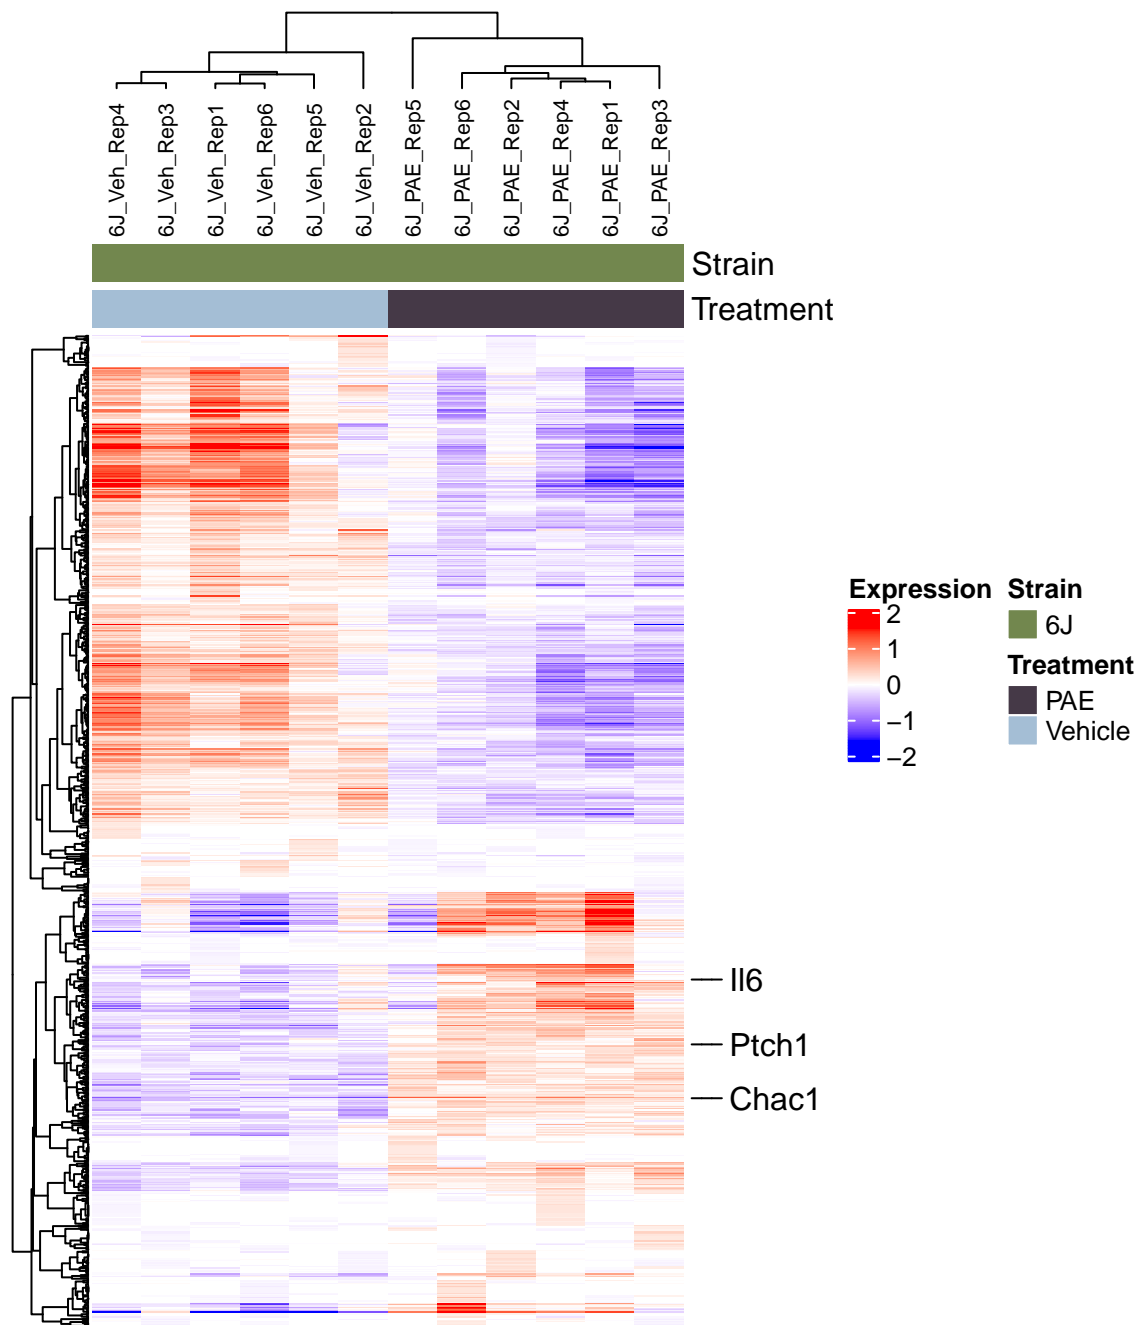 6J_Veh_Rep4
6J_Veh_Rep3
6J_Veh_Rep1
6J_Veh_Rep6
6J_Veh_Rep5
6J_Veh_Rep2
6J_PAE_Rep5
6J_PAE_Rep6
6J_PAE_Rep2
6J_PAE_Rep4
6J_PAE_Rep1
6J_PAE_Rep3
Strain
Treatment
Il6
Ptch1
Chac1
Expression
2
1
0
−1
−2
Strain
6J
Treatment
PAE
Vehicle